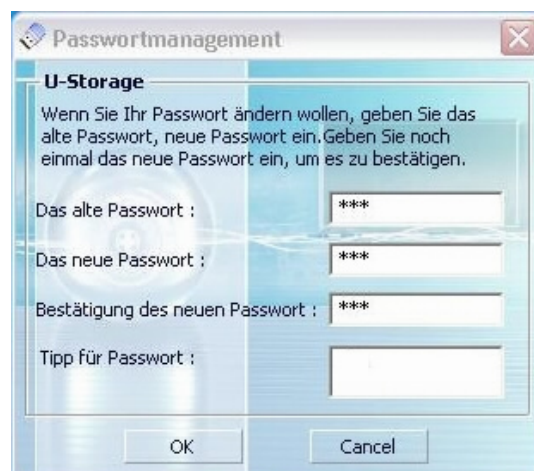 Passwortmanagement
U-Storage
Wenn Sie Ihr Passwort ändern wollen, geben Sie das
alte Passwort, neue Passwort ein.Geben Sie noch
einmal das neue Passwort ein, um es zu bestätigen.
Das alte Passwort : ***
Das neue Passwort : ***
Bestätigung des neuen Passwort : ***
Tipp für Passwort :
OK Cancel